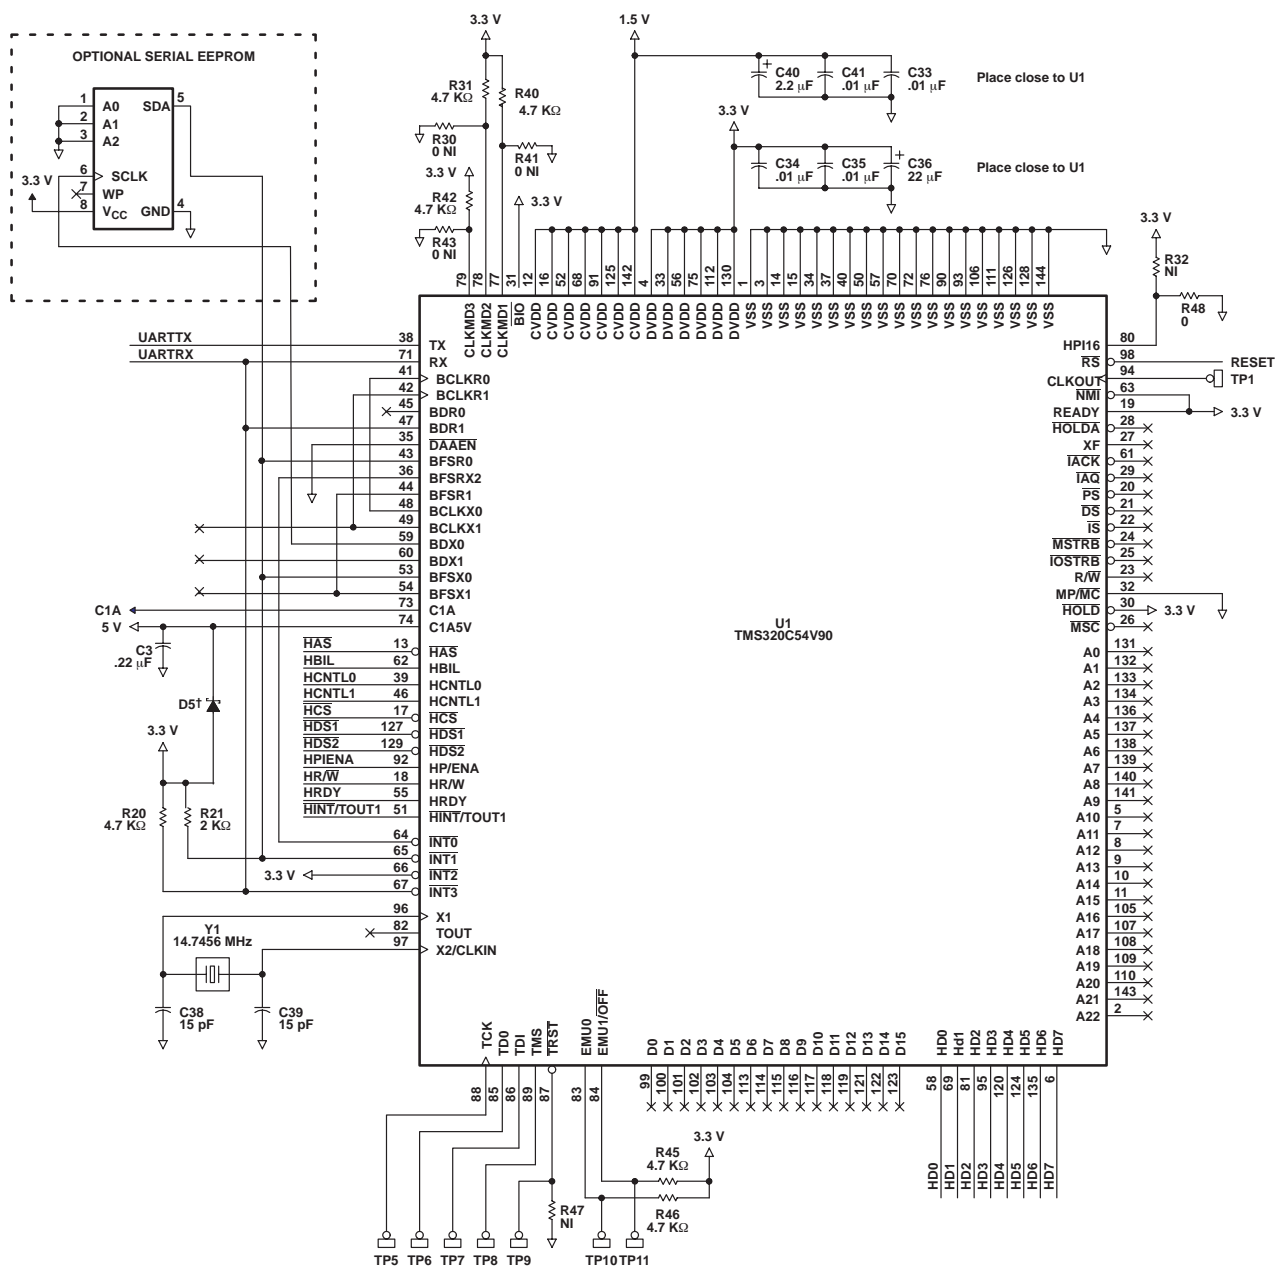 3.3 V
1.5 V
OPTIONAL SERIAL EEPROM
1 A0 SDA 5
2 A1
3 A2
6 SCLK
3.3 V 7 WP
8 VCC GND 4
R31
4.7 KΩ
R40
4.7 KΩ
R30
0 NI
R41
0 NI
3.3 V
R42
4.7 KΩ
3.3 V
R43
0 NI
+ C40
2.2 μF
C41
.01 μF
C33
.01 μF
Place close to U1
3.3 V
C34
.01 μF
C35
.01 μF
+ C36
22 μF
Place close to U1
3.3 V
R32
NI
R48
0
79 78 77 31 12 16 52 68 91 125 142 4 33 56 75 112 130 1 3 14 15 34 37 40 50 57 70 72 76 90 93 106 111 126 128 144
CLKMD3 CLKMD2 CLKMD1 BIO CVDD CVDD CVDD CVDD CVDD CVDD CVDD DVDD DVDD DVDD DVDD DVDD DVDD VSS VSS VSS VSS VSS VSS VSS VSS VSS VSS VSS VSS VSS VSS VSS VSS VSS VSS VSS
UARTTX 38 TX
UARTRX 71 RX
41 BCLKR0
42 BCLKR1
45 BDR0
47 BDR1
35 DAAEN
43 BFSR0
36 BFSRX2
44 BFSR1
48 BCLKX0
49 BCLKX1
59 BDX0
60 BDX1
53 BFSX0
54 BFSX1
C1A 73 C1A
5 V 74 C1A5V
C3
.22 μF
HAS 13 HAS
HBIL 62 HBIL
HCNTL0 39 HCNTL0
HCNTL1 46 HCNTL1
HCS 17 HCS
HDS1 127 HDS1
HDS2 129 HDS2
HPIENA 92 HP/ENA
HR/W 18 HR/W
HRDY 55 HRDY
HINT/TOUT1 51 HINT/TOUT1
D5†
3.3 V
R20
4.7 KΩ
R21
2 KΩ
64 INT0
65 INT1
3.3 V 66 INT2
67 INT3
96 X1
82 TOUT
97 X2/CLKIN
Y1
14.7456 MHz
C38
15 pF
C39
15 pF
U1
TMS320C54V90
HPI16 80
RS 98 RESET
CLKOUT 94 TP1
NMI 63
READY 19 3.3 V
HOLDA 28
XF 27
IACK 61
IAQ 29
PS 20
DS 21
IS 22
MSTRB 24
IOSTRB 25
R/W 23
MP/MC 32
HOLD 30 3.3 V
MSC 26
A0 131
A1 132
A2 133
A3 134
A4 136
A5 137
A6 138
A7 139
A8 140
A9 141
A10 5
A11 7
A12 8
A13 9
A14 10
A15 11
A16 105
A17 107
A18 108
A19 109
A20 110
A21 143
A22 2
TCK TD0 TDI TMS TRST EMU0 EMU1/OFF D0 D1 D2 D3 D4 D5 D6 D7 D8 D9 D10 D11 D12 D13 D14 D15 HD0 Hd1 HD2 HD3 HD4 HD5 HD6 HD7
88 85 86 89 87 83 84 99 100 101 102 103 104 113 114 115 116 117 118 119 121 122 123 58 69 81 95 120 124 135 6
3.3 V
R45
4.7 KΩ
R46
4.7 KΩ
R47
NI
HD0 HD1 HD2 HD3 HD4 HD5 HD6 HD7
TP5 TP6 TP7 TP8 TP9 TP10 TP11